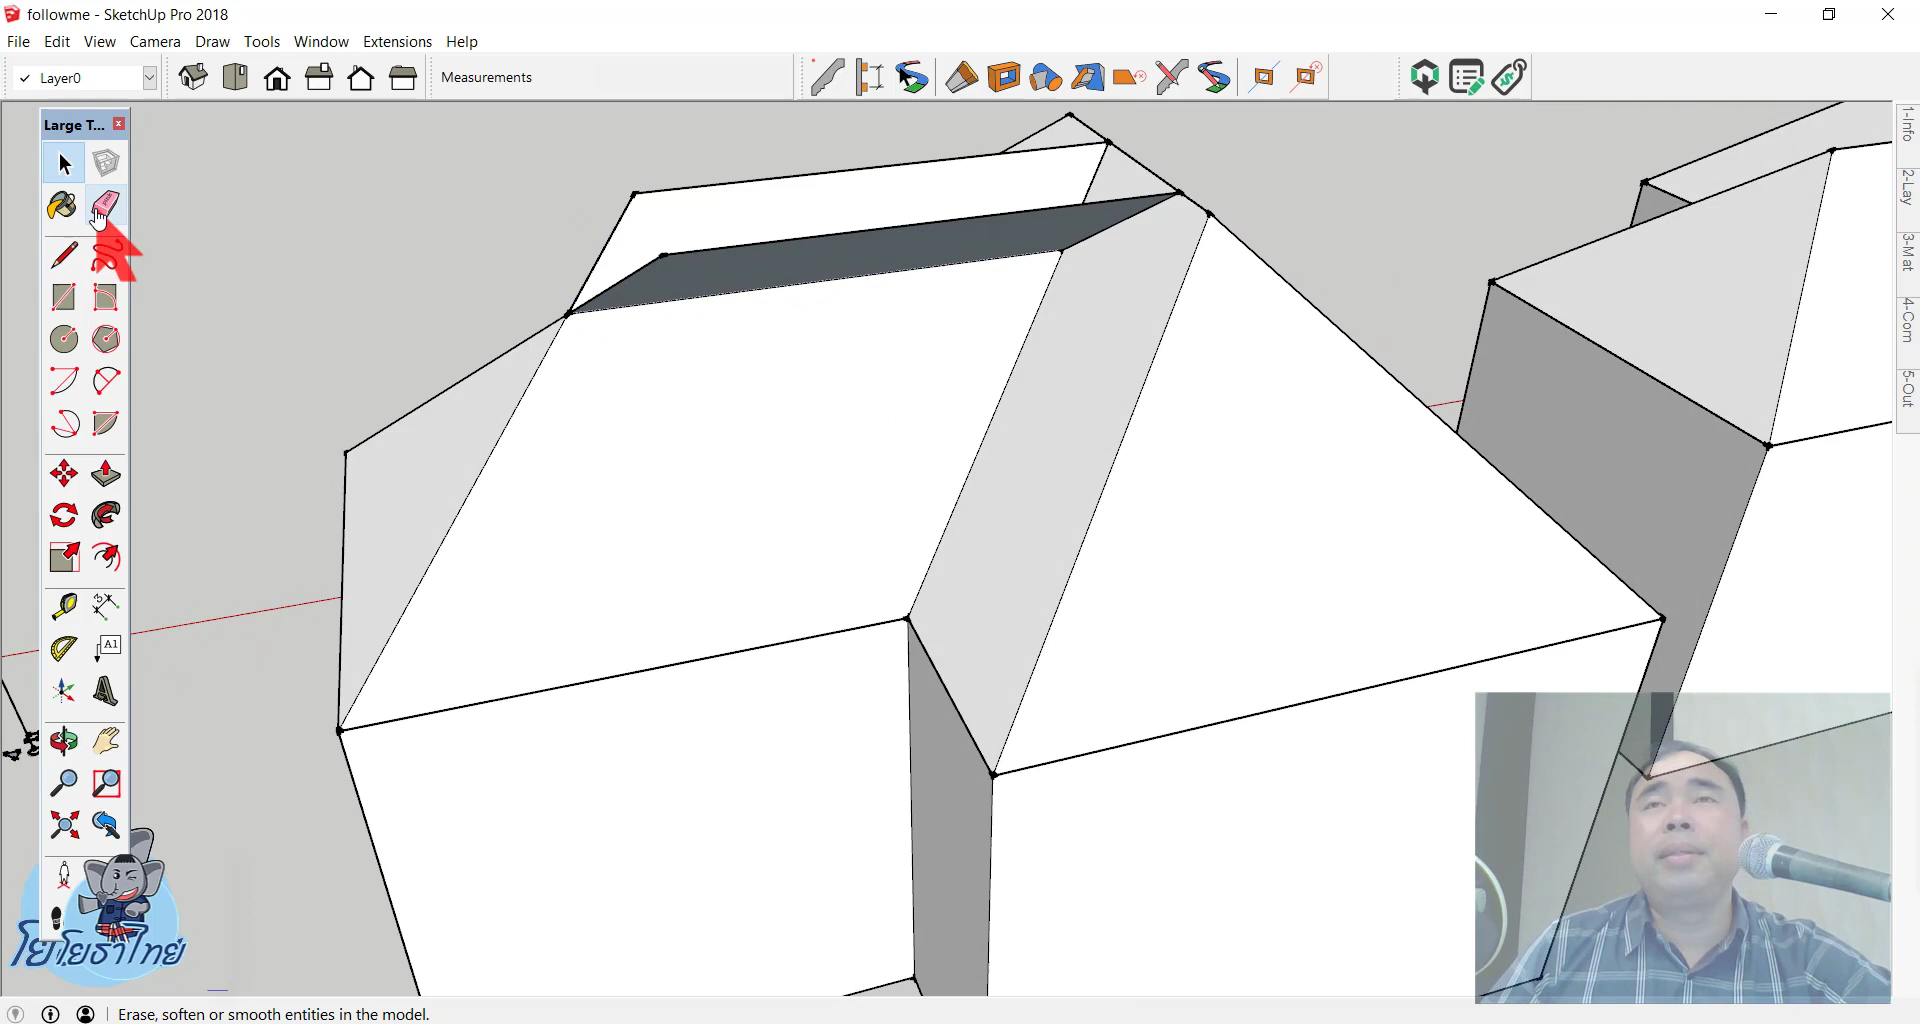 followme - SketchUp Pro 2018
File Edit View Camera Draw Tools Window Extensions Help
Layer0
Measurements
Large T...
A1
1-Info
2-Lay
3-Mat
4-Com
5-Out
โยธาไทย
Erase, soften or smooth entities in the model.